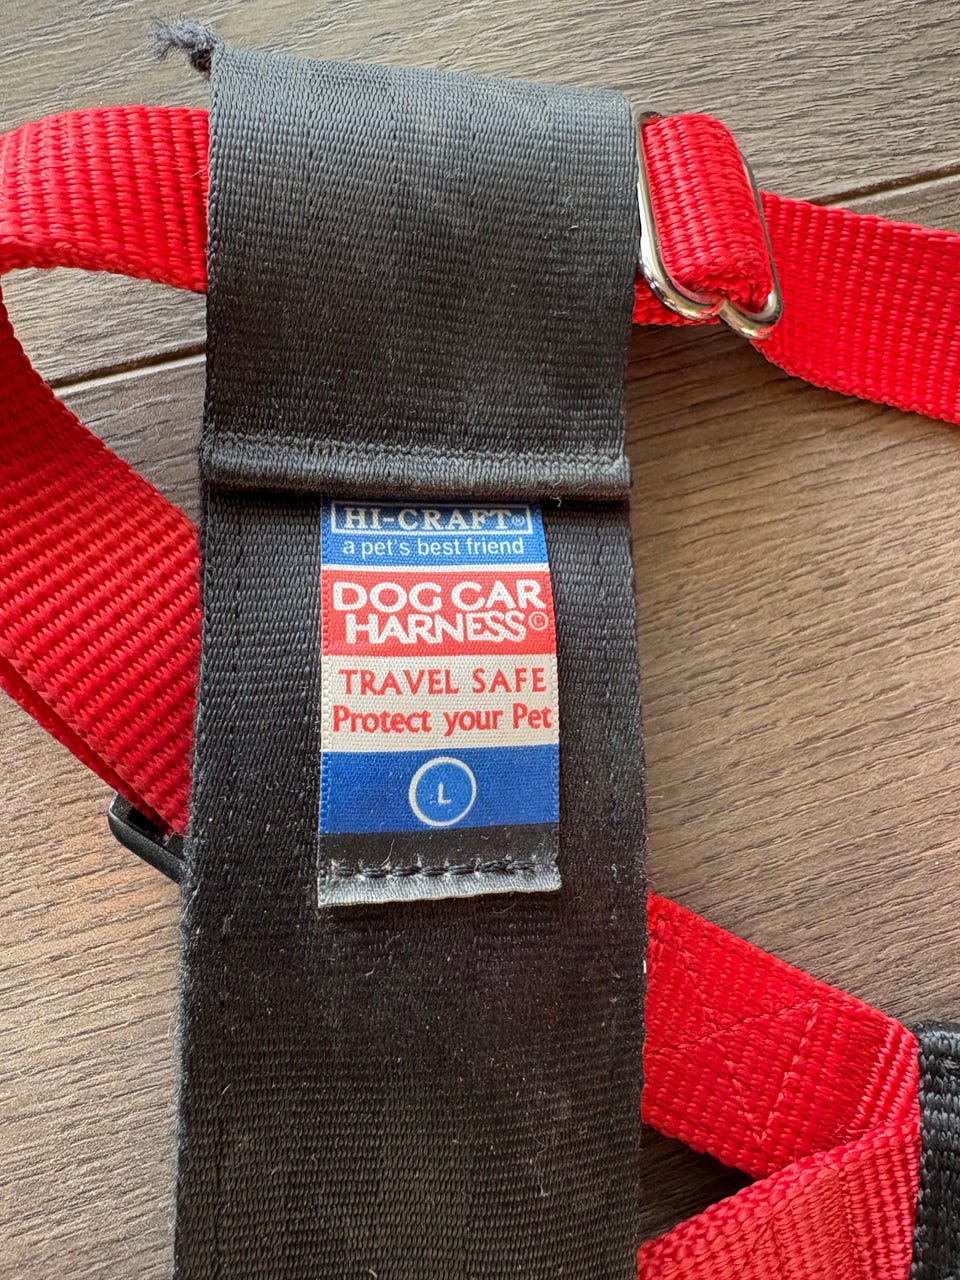 HI-CRAFT®
a pet's best friend
DOG CAR
HARNESS©
TRAVEL SAFE
Protect your Pet
L